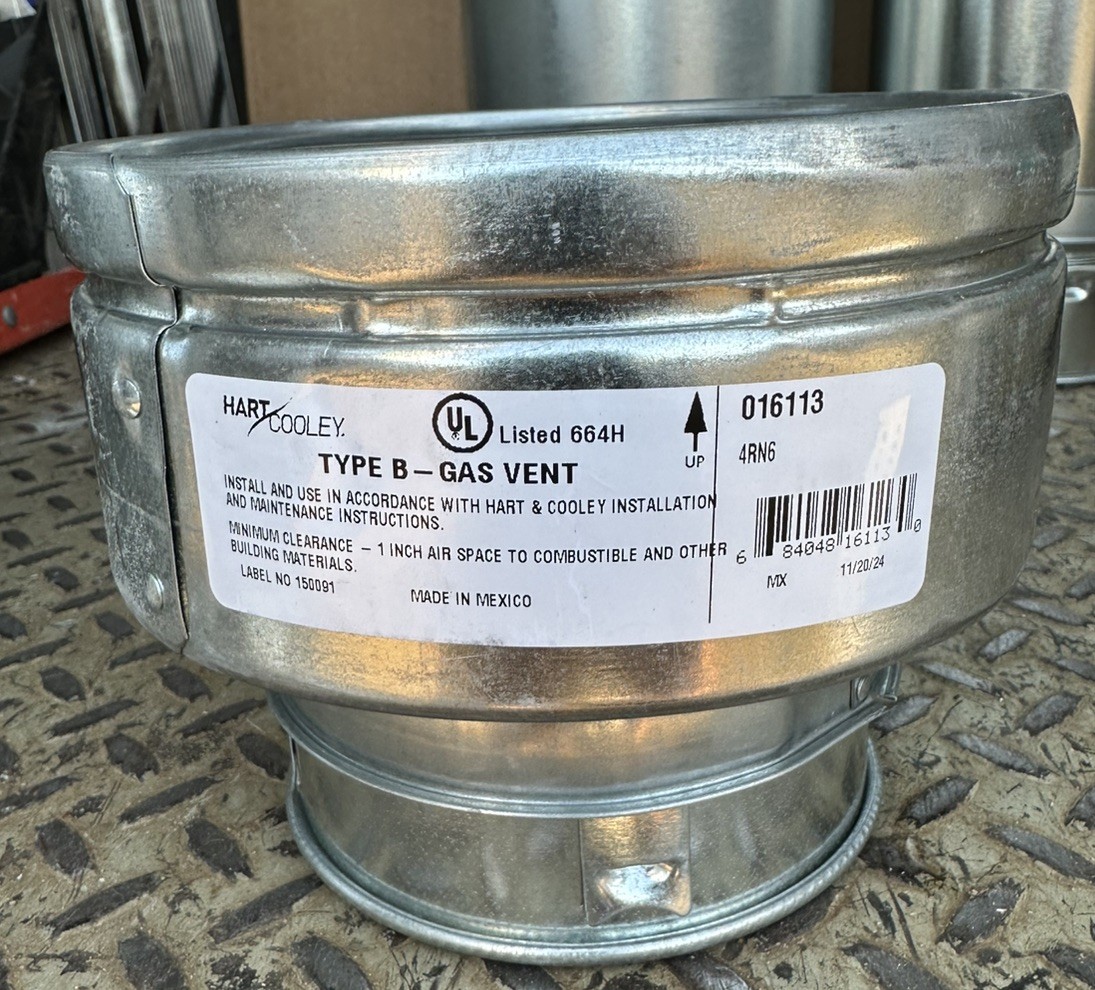 HART
COOLEY.
UL
Listed 664H
TYPE B – GAS VENT
INSTALL AND USE IN ACCORDANCE WITH HART & COOLEY INSTALLATION
AND MAINTENANCE INSTRUCTIONS.
MINIMUM CLEARANCE – 1 INCH AIR SPACE TO COMBUSTIBLE AND OTHER
BUILDING MATERIALS.
LABEL NO 150091
MADE IN MEXICO
UP
016113
4RN6
6 84048 16113 0
MX 11/20/24